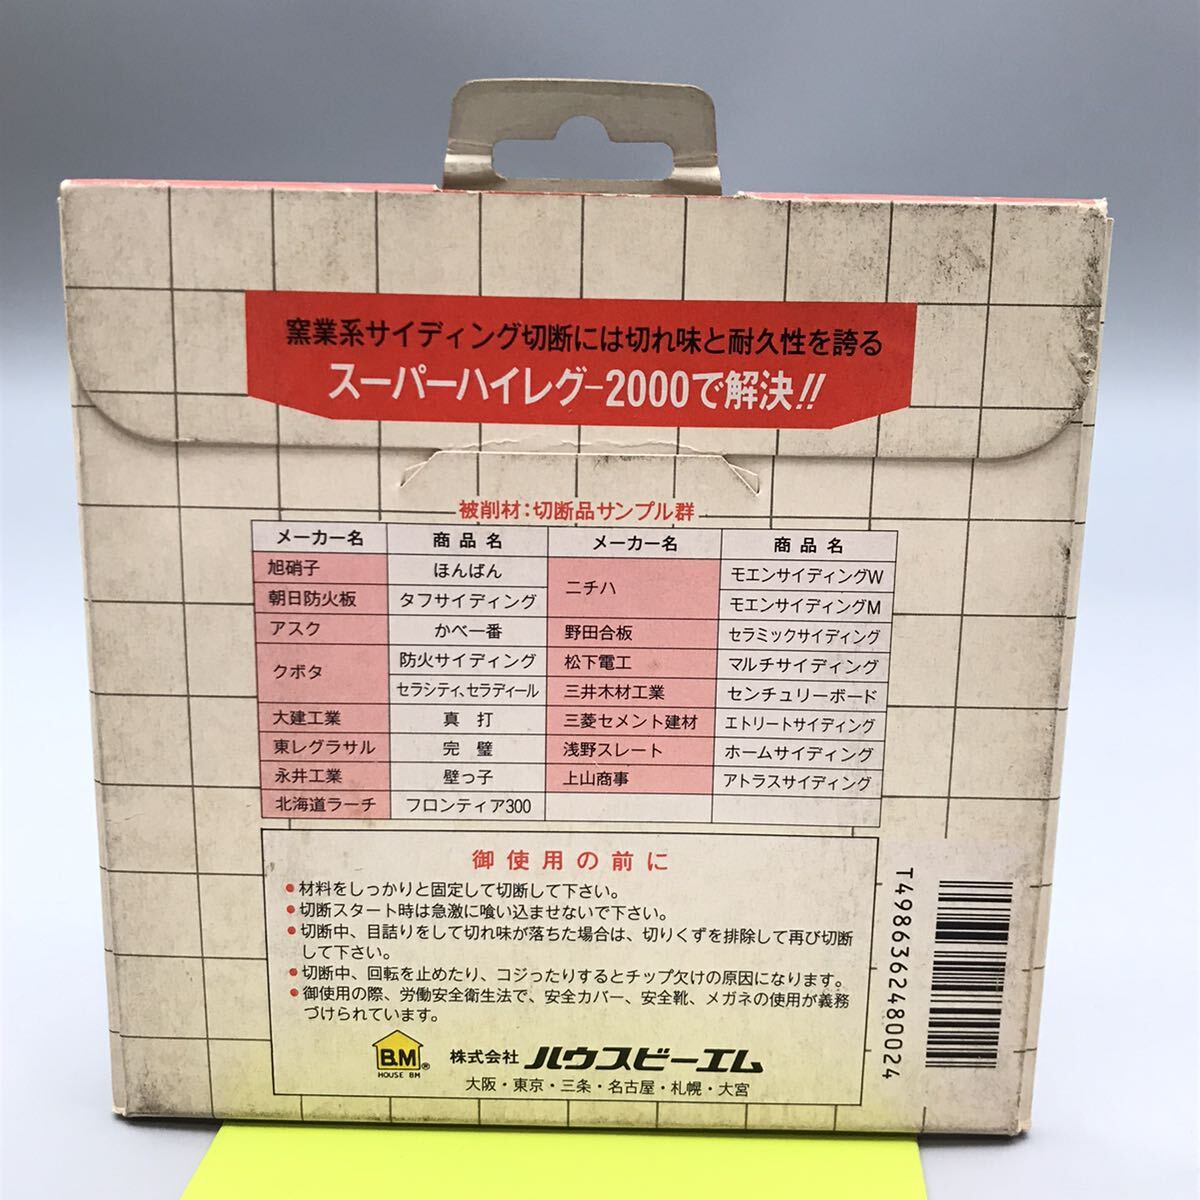 窯業系サイディング切断には切れ味と耐久性を誇る
スーパーハイレグ-2000で解決!!
被削材:切断品サンプル群
メーカー名 商品名 メーカー名 商品名
旭硝子 ほんばん ニチハ モエンサイディングW
朝日防火板 タフサイディング モエンサイディングM
アスク かべ一番 野田合板 セラミックサイディング
クボタ 防火サイディング 松下電工 マルチサイディング
セラシティ、セラディール 三井木材工業 センチュリーボード
大建工業 真打 三菱セメント建材 エトリートサイディング
東レグラサル 完璧 浅野スレート ホームサイディング
永井工業 壁っ子 上山商事 アトラスサイディング
北海道ラーチ フロンティア300
御使用の前に
●材料をしっかりと固定して切断して下さい。
●切断スタート時は急激に喰い込ませないで下さい。
●切断中、目詰りをして切れ味が落ちた場合は、切りくずを排除して再び切断
して下さい。
●切断中、回転を止めたり、コジったりするとチップ欠けの原因になります。
●御使用の際、労働安全衛生法で、安全カバー、安全靴、メガネの使用が義務
づけられています。
B.M® 株式会社 ハウスビーエム
HOUSE BM
大阪・東京・三条・名古屋・札幌・大宮
T4986362480024